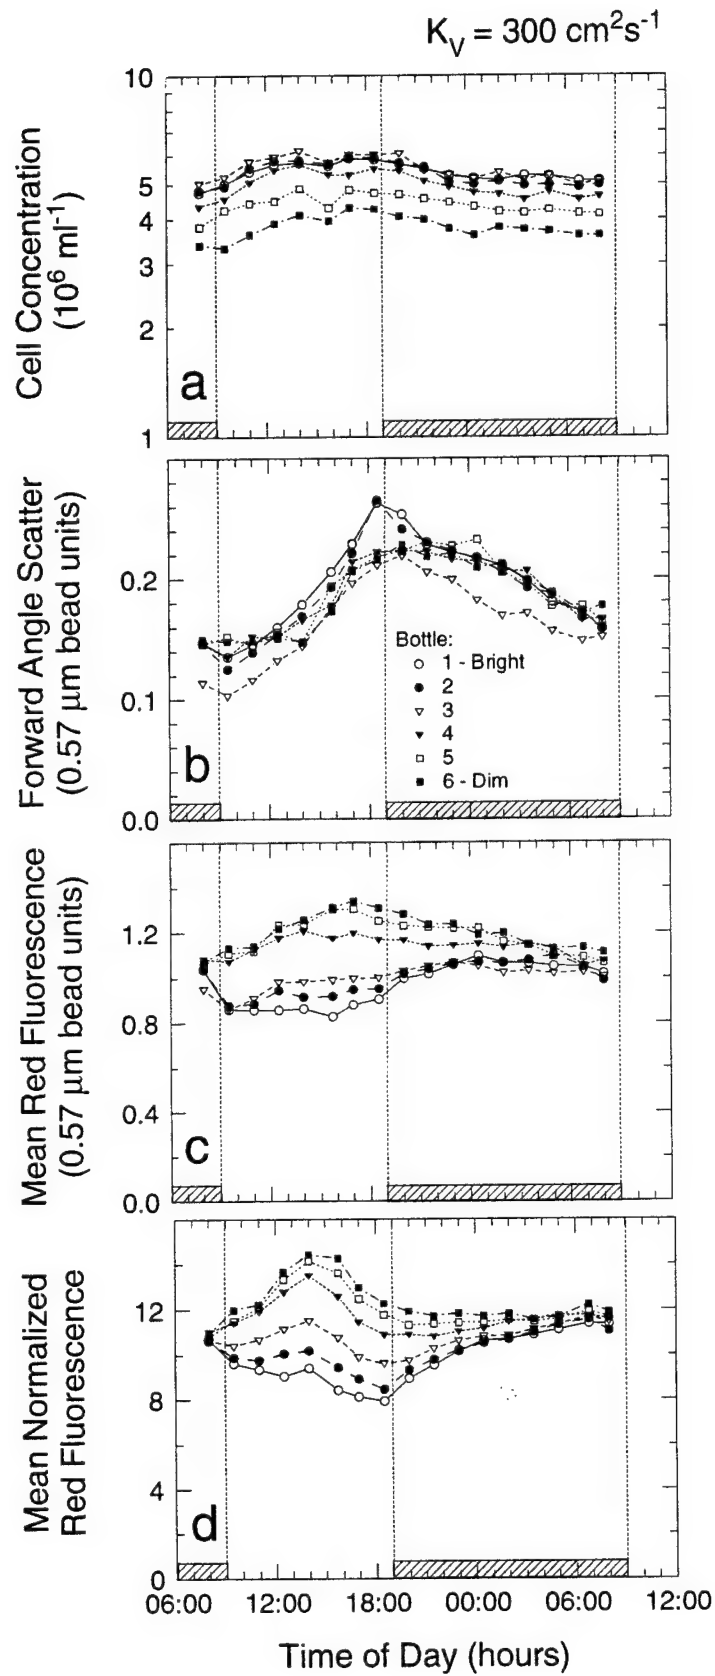 K_V = 300 cm²s⁻¹
Cell Concentration
(10⁶ ml⁻¹)
10
5
4
3
2
1
a
Forward Angle Scatter
(0.57 μm bead units)
0.2
0.1
0.0
b
Bottle:
1 - Bright
2
3
4
5
6 - Dim
Mean Red Fluorescence
(0.57 μm bead units)
1.2
0.8
0.4
0.0
c
Mean Normalized
Red Fluorescence
12
8
4
0
d
06:00 12:00 18:00 00:00 06:00 12:00
Time of Day (hours)